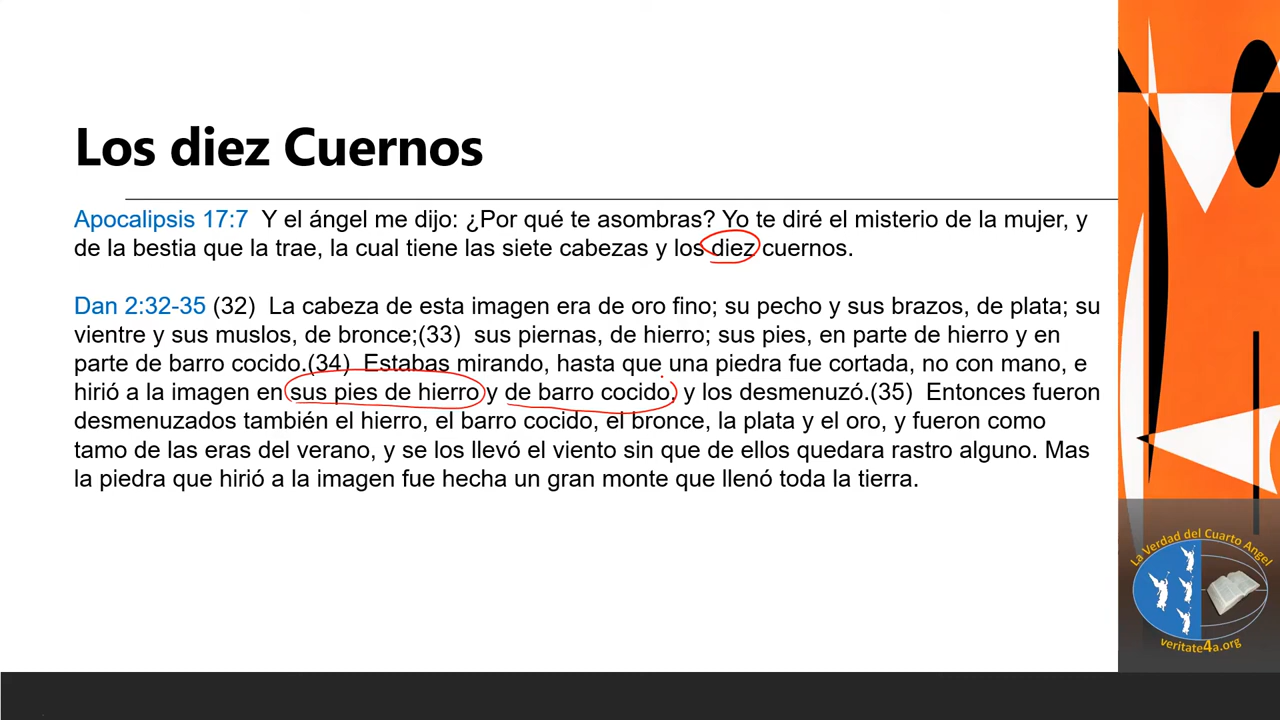 Los diez Cuernos
Apocalipsis 17:7  Y el ángel me dijo: ¿Por qué te asombras? Yo te diré el misterio de la mujer, y
de la bestia que la trae, la cual tiene las siete cabezas y los diez cuernos.
Dan 2:32-35 (32)  La cabeza de esta imagen era de oro fino; su pecho y sus brazos, de plata; su
vientre y sus muslos, de bronce;(33)  sus piernas, de hierro; sus pies, en parte de hierro y en
parte de barro cocido.(34)  Estabas mirando, hasta que una piedra fue cortada, no con mano, e
hirió a la imagen en sus pies de hierro y de barro cocido, y los desmenuzó.(35)  Entonces fueron
desmenuzados también el hierro, el barro cocido, el bronce, la plata y el oro, y fueron como
tamo de las eras del verano, y se los llevó el viento sin que de ellos quedara rastro alguno. Mas
la piedra que hirió a la imagen fue hecha un gran monte que llenó toda la tierra.
La Verdad del Cuarto Angel
veritate4a.org